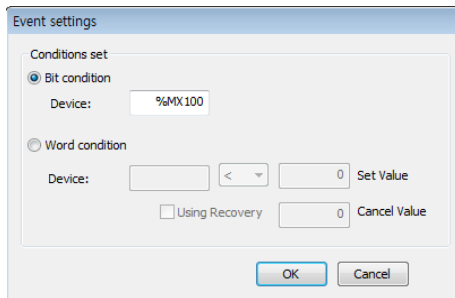 Event settings
Conditions set
Bit condition
Device: %MX100
Word condition
Device: < 0 Set Value
Using Recovery 0 Cancel Value
OK Cancel